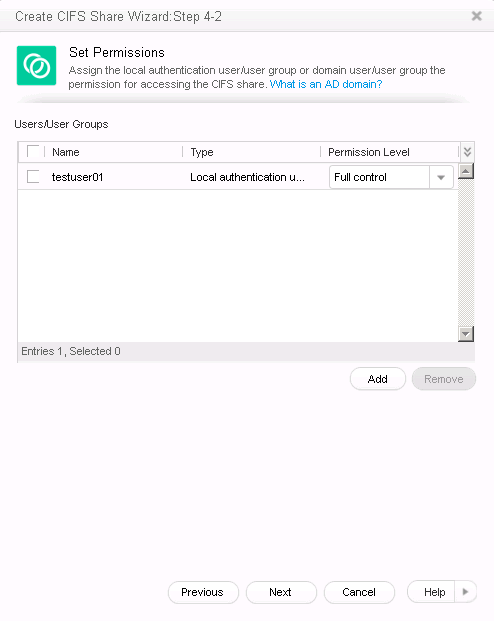 Create CIFS Share Wizard:Step 4-2
Set Permissions
Assign the local authentication user/user group or domain user/user group the
permission for accessing the CIFS share. What is an AD domain?
Users/User Groups
Name Type Permission Level
testuser01 Local authentication u... Full control
Entries 1, Selected 0
Add Remove
Previous Next Cancel Help